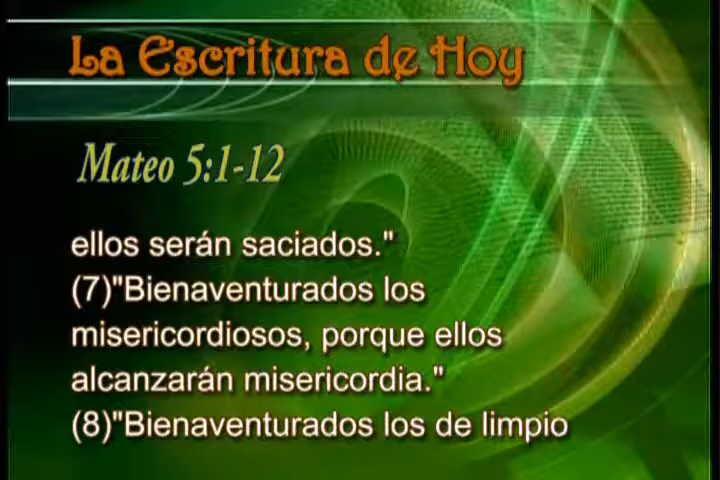 La Escritura de Hoy
Mateo 5:1-12
ellos serán saciados."
(7)"Bienaventurados los
misericordiosos, porque ellos
alcanzarán misericordia."
(8)"Bienaventurados los de limpio